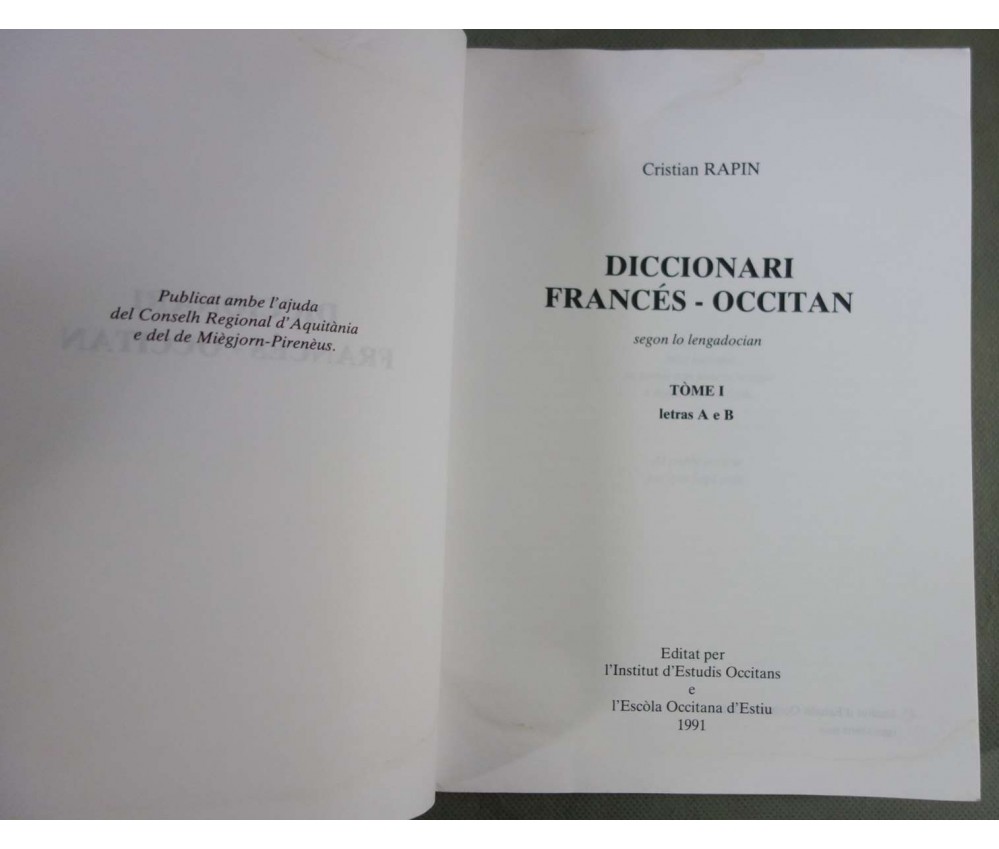 Publicat ambe l'ajuda
del Conselh Regional d'Aquitània
e del de Miègjorn-Pirenèus.
Cristian RAPIN
DICCIONARI
FRANCÉS - OCCITAN
segon lo lengadocian
TÒME I
letras A e B
Editat per
l'Institut d'Estudis Occitans
e
l'Escòla Occitana d'Estiu
1991